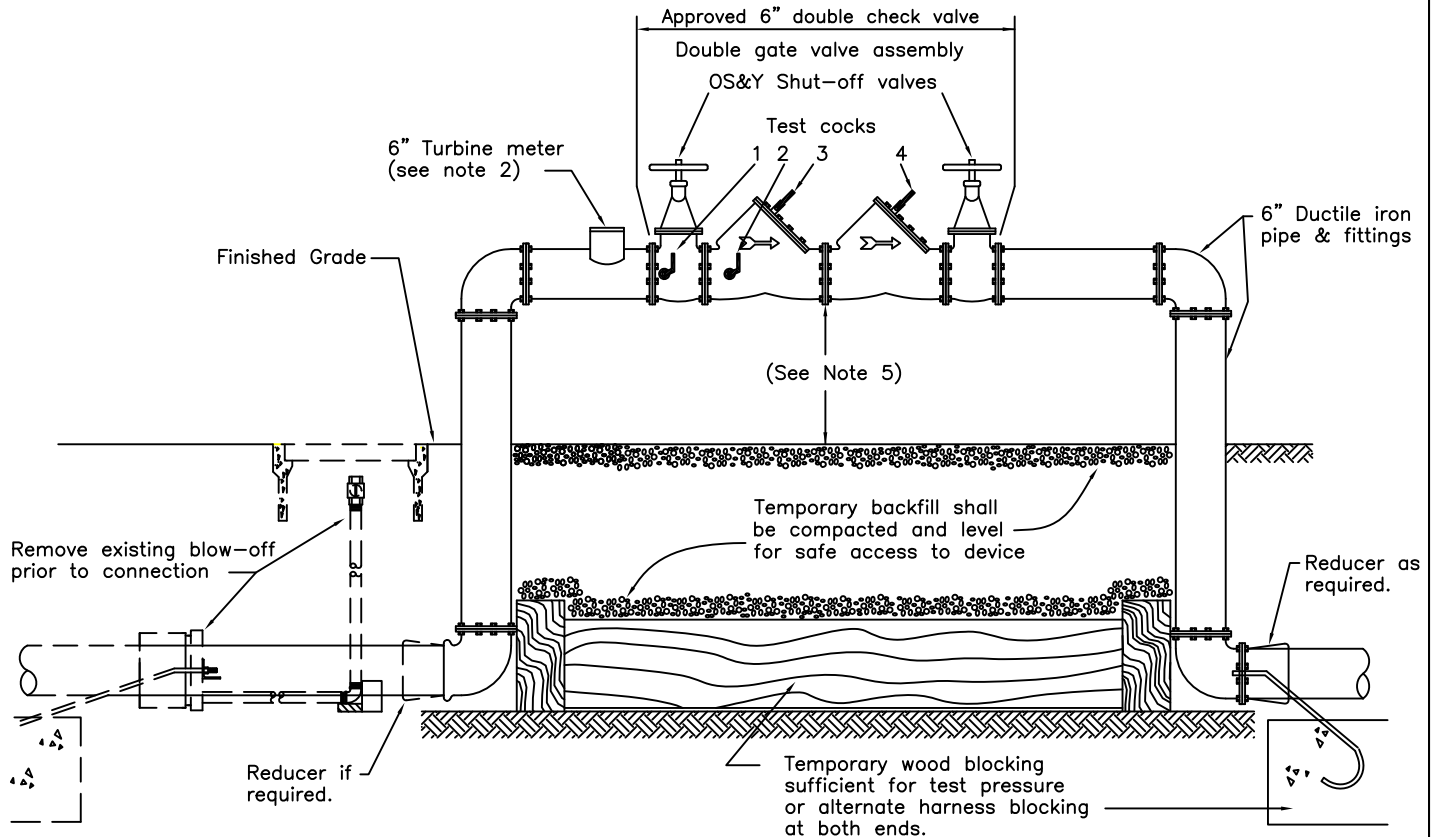 Approved 6” double check valve
Double gate valve assembly
OS&Y Shut-off valves
Test cocks
1 2 3 4
6” Turbine meter
(see note 2)
6” Ductile iron
pipe & fittings
Finished Grade
(See Note 5)
Temporary backfill shall
be compacted and level
for safe access to device
Remove existing blow-off
prior to connection
Reducer as
required.
Reducer if
required.
Temporary wood blocking
sufficient for test pressure
or alternate harness blocking
at both ends.